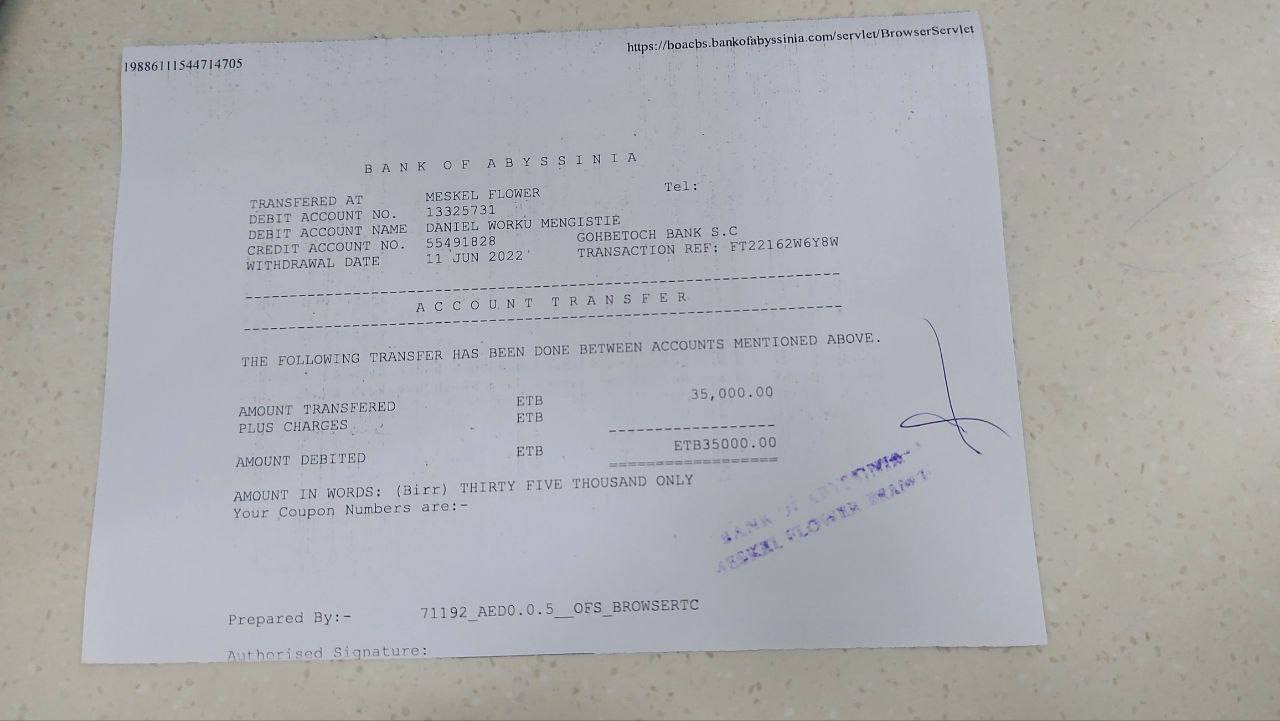 19886111544714705
https://boacbs.bankofabyssinia.com/servlet/BrowserServlet
B A N K O F A B Y S S I N I A
TRANSFERED AT MESKEL FLOWER Tel:
DEBIT ACCOUNT NO. 13325731
DEBIT ACCOUNT NAME DANIEL WORKU MENGISTIE
CREDIT ACCOUNT NO. 55491828 GOHBETOCH BANK S.C
WITHDRAWAL DATE 11 JUN 2022 TRANSACTION REF: FT22162W6Y8W
A C C O U N T T R A N S F E R
THE FOLLOWING TRANSFER HAS BEEN DONE BETWEEN ACCOUNTS MENTIONED ABOVE.
AMOUNT TRANSFERED ETB 35,000.00
PLUS CHARGES ETB
AMOUNT DEBITED ETB ETB35000.00
AMOUNT IN WORDS: (Birr) THIRTY FIVE THOUSAND ONLY
Your Coupon Numbers are:-
BANK OF ABYSSINIA
MESKEL FLOWER BRANCH
Prepared By:- 71192_AED0.0.5__OFS_BROWSERTC
Authorised Signature: